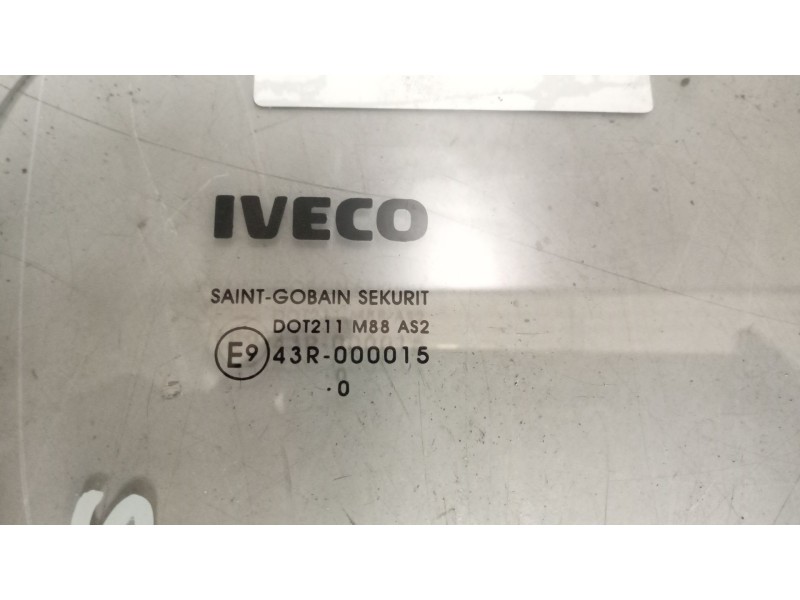 IVECO
SAINT-GOBAIN SEKURIT
DOT211 M88 AS2
E9 43R-000015
·0
S